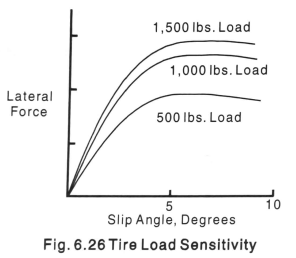 1,500 lbs. Load
1,000 lbs. Load
Lateral
Force
500 lbs. Load
5
10
Slip Angle, Degrees
Fig. 6.26 Tire Load Sensitivity